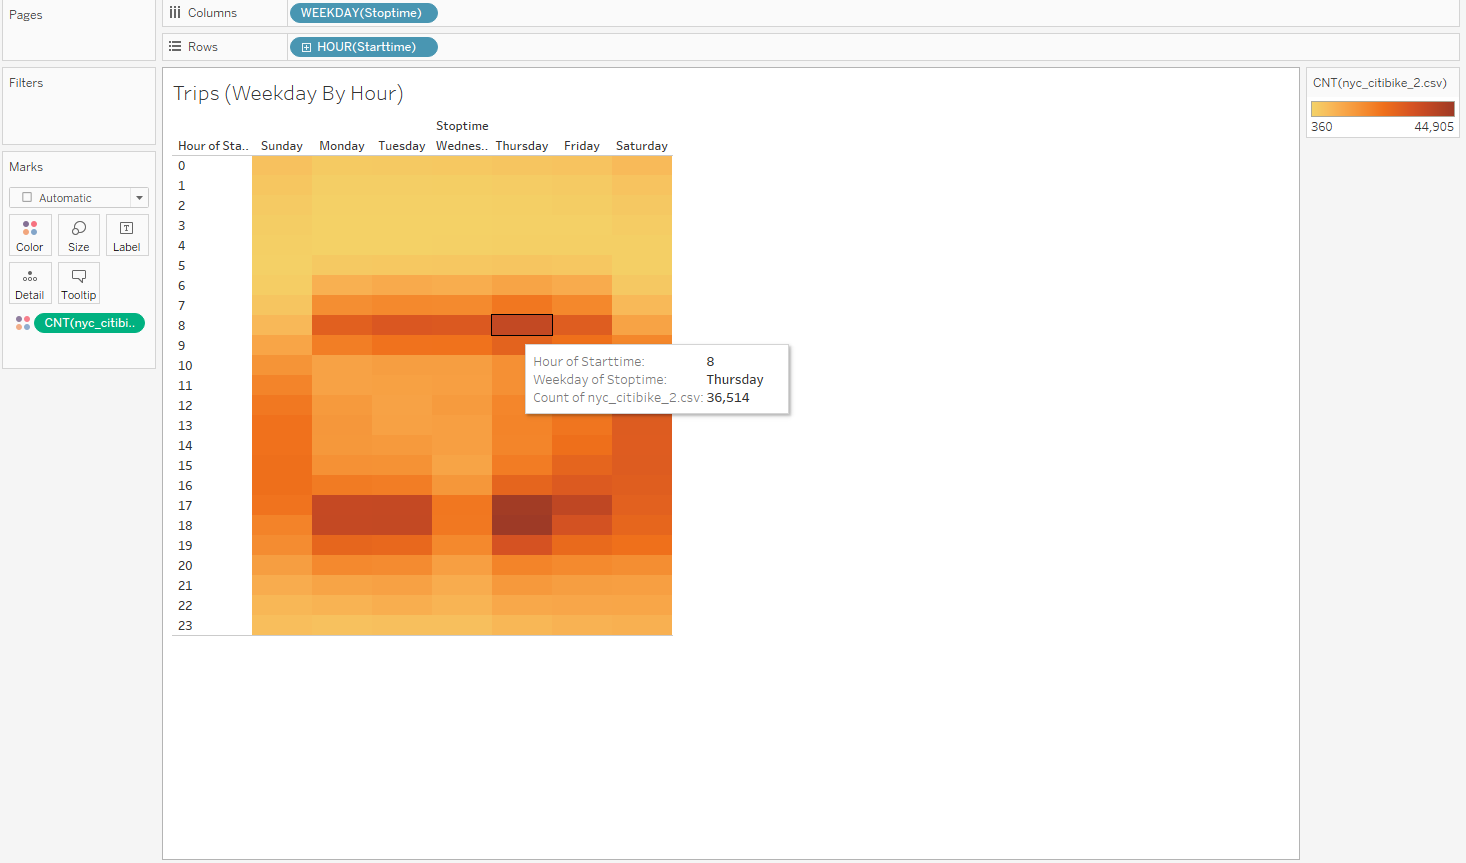 Pages
Columns
WEEKDAY(Stoptime)
Rows
HOUR(Starttime)
Filters
Marks
Automatic
Color
Size
Label
Detail
Tooltip
CNT(nyc_citibi..
Trips (Weekday By Hour)
Stoptime
Hour of Sta.. Sunday Monday Tuesday Wednes.. Thursday Friday Saturday
0
1
2
3
4
5
6
7
8
9
10
11
12
13
14
15
16
17
18
19
20
21
22
23
Hour of Starttime: 8
Weekday of Stoptime: Thursday
Count of nyc_citibike_2.csv: 36,514
CNT(nyc_citibike_2.csv)
360 44,905